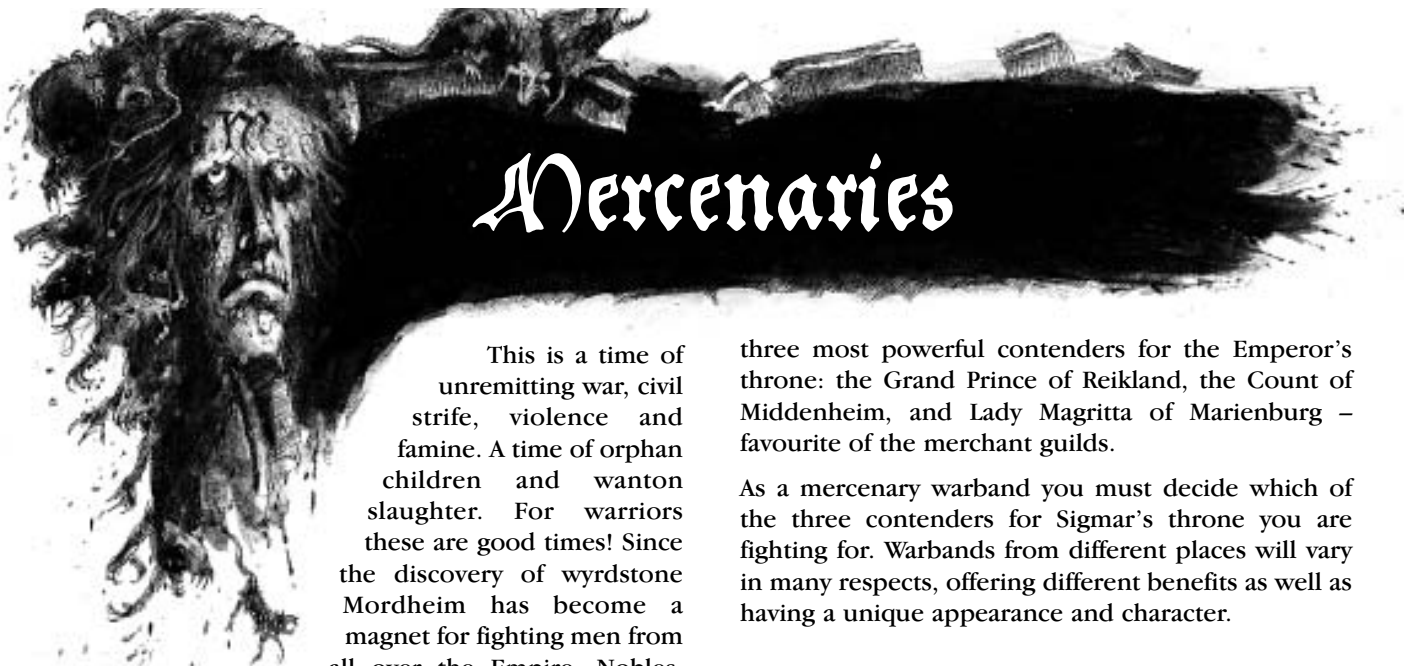 Mercenaries
This is a time of
unremitting war, civil
strife, violence and
famine. A time of orphan
children and wanton
slaughter. For warriors
these are good times! Since
the discovery of wyrdstone
Mordheim has become a
magnet for fighting men from
all over the Empire. Nobles,
three most powerful contenders for the Emperor's
throne: the Grand Prince of Reikland, the Count of
Middenheim, and Lady Magritta of Marienburg –
favourite of the merchant guilds.
As a mercenary warband you must decide which of
the three contenders for Sigmar's throne you are
fighting for. Warbands from different places will vary
in many respects, offering different benefits as well as
having a unique appearance and character.